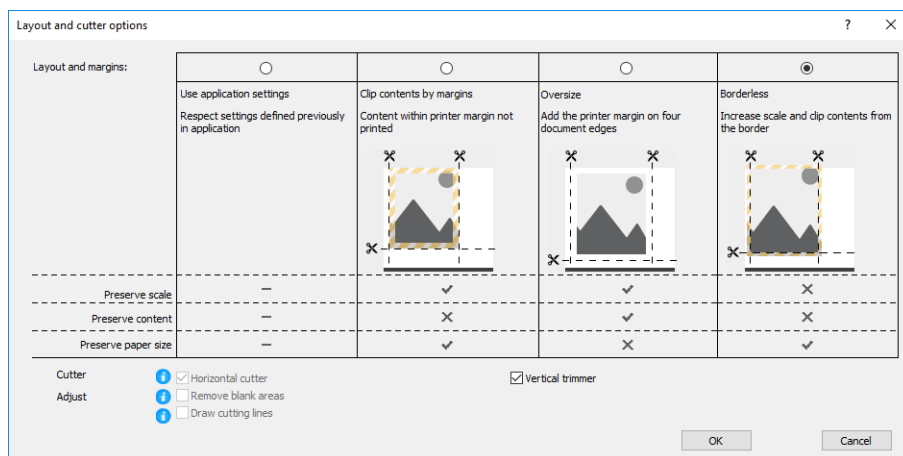 Layout and cutter options
Layout and margins:
Use application settings
Respect settings defined previously
in application
Clip contents by margins
Content within printer margin not
printed
Oversize
Add the printer margin on four
document edges
Borderless
Increase scale and clip contents from
the border
Preserve scale
Preserve content
Preserve paper size
Cutter
Horizontal cutter
Vertical trimmer
Adjust
Remove blank areas
Draw cutting lines
OK
Cancel